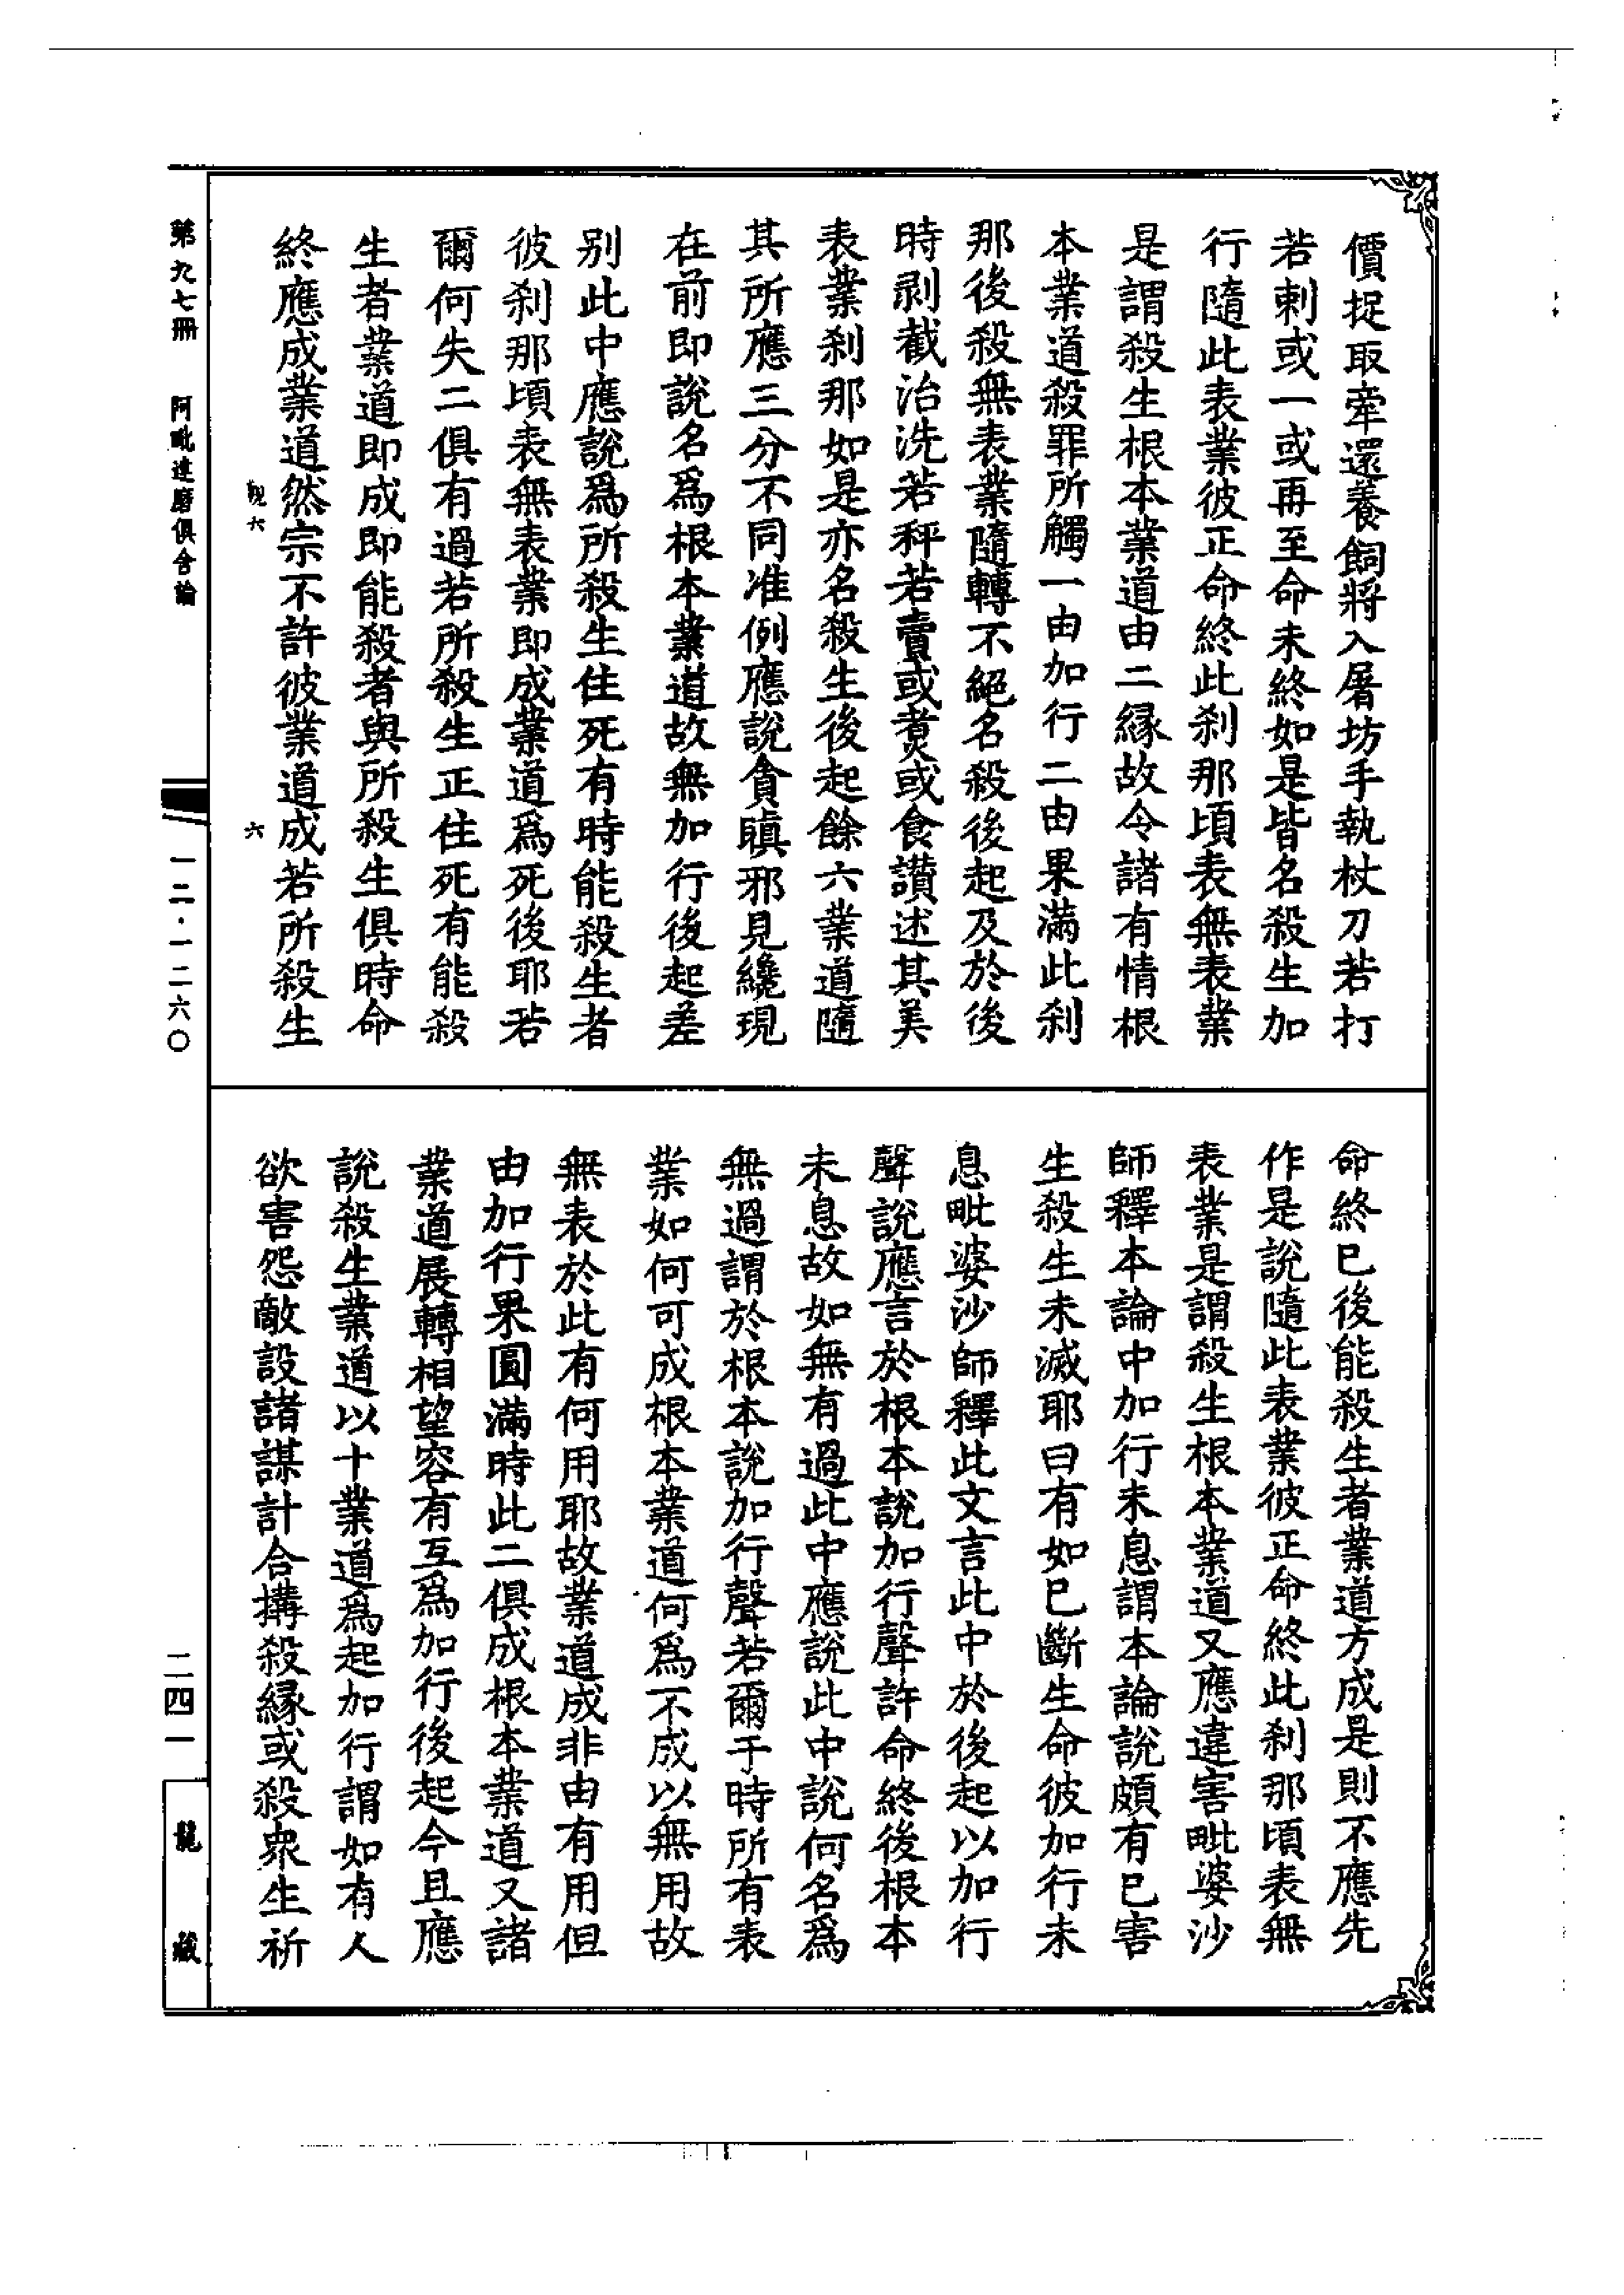 價捉取牽還養飼將入屠坊手執杖刀若打
若刺或一或再至命未終如是皆名殺生加
行隨此表業彼正命終此剎那頃表無表業
是謂殺生根本業道由二緣故令諸有情根
本業道殺罪所觸一由加行二由果滿此剎
那後殺無表業隨轉不絕名殺後起及於後
時剥截治洗若秤若賣或煑或食讚述其美
表業剎那如是亦名殺生後起餘六業道隨
其所應三分不同准例應說貪瞋邪見纔現
在前即說名爲根本業道故無加行後起差
别此中應說爲所殺生住死有時能殺生者
彼剎那頃表無表業即成業道爲死後耶若
爾何失二俱有過若所殺生正住死有能殺
生者業道即成即能殺者與所殺生俱時命
終應成業道然宗不許彼業道成若所殺生
命終已後能殺生者業道方成是則不應先
作是說隨此表業彼正命終此剎那頃表無
表業是謂殺生根本業道又應違害毗婆沙
師釋本論中加行未息謂本論說頗有已害
生殺生未滅耶曰有如已斷生命彼加行未
息毗婆沙師釋此文言此中於後起以加行
聲說應言於根本說加行聲許命終後根本
未息故如無有過此中應說此中說何名爲
無過謂於根本說加行聲若爾于時所有表
業如何可成根本業道何爲不成以無用故
無表於此有何用耶故業道成非由有用但
由加行果圓滿時此二俱成根本業道又諸
業道展轉相望容有互爲加行後起今且應
說殺生業道以十業道爲起加行謂如有人
欲害怨敵設諸謀計合搆殺緣或殺衆生祈
第九七冊　阿毗達磨俱舍論
六
一二·一二六〇
二四一
龍藏